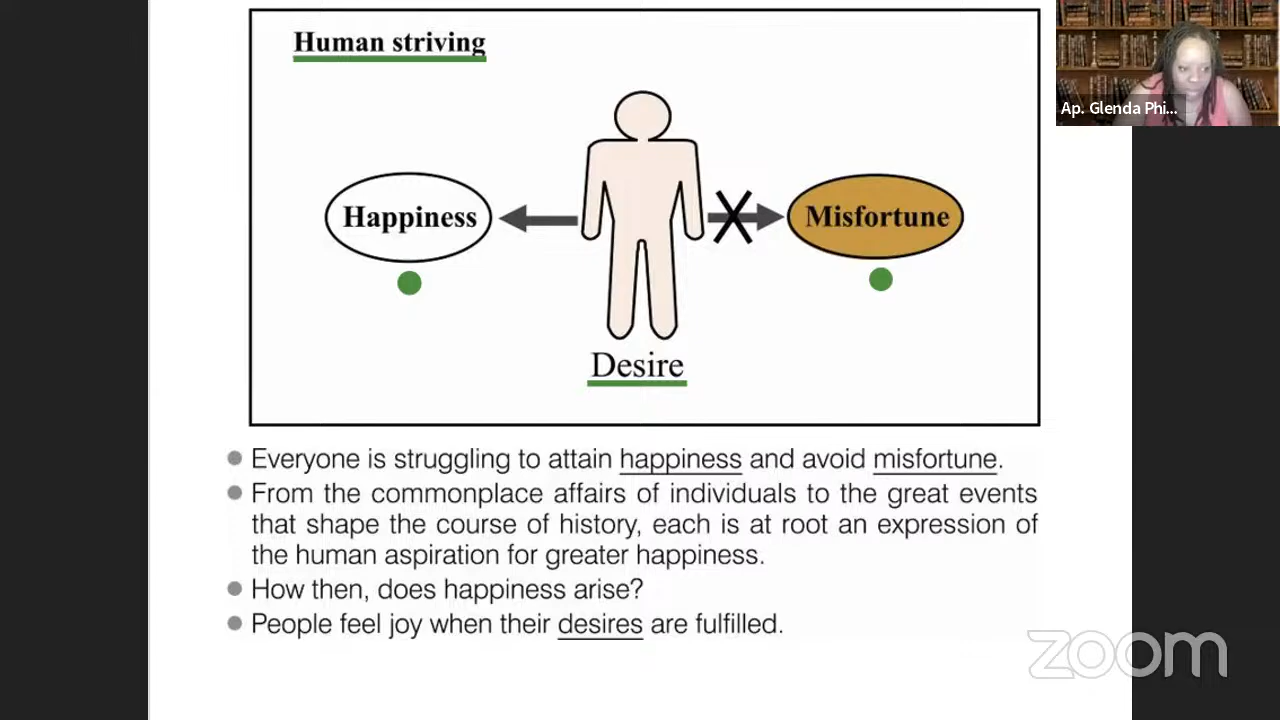 Human striving
Ap. Glenda Phi...
Happiness
Misfortune
Desire
Everyone is struggling to attain happiness and avoid misfortune.
From the commonplace affairs of individuals to the great events
that shape the course of history, each is at root an expression of
the human aspiration for greater happiness.
How then, does happiness arise?
People feel joy when their desires are fulfilled.
zoom